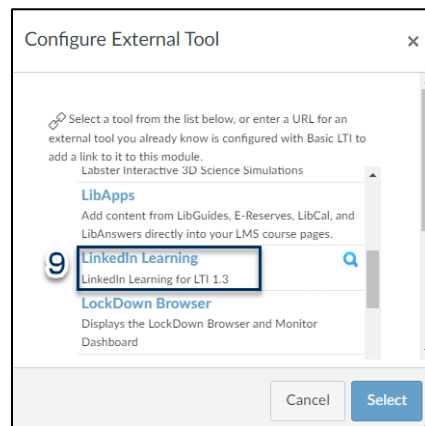 Configure External Tool ×
Select a tool from the list below, or enter a URL for an
external tool you already know is configured with Basic LTI to
add a link to it to this module.
Labster Interactive 3D Science Simulations
LibApps
Add content from LibGuides, E-Reserves, LibCal, and
LibAnswers directly into your LMS course pages.
9 LinkedIn Learning
LinkedIn Learning for LTI 1.3
LockDown Browser
Displays the LockDown Browser and Monitor
Dashboard
Cancel Select